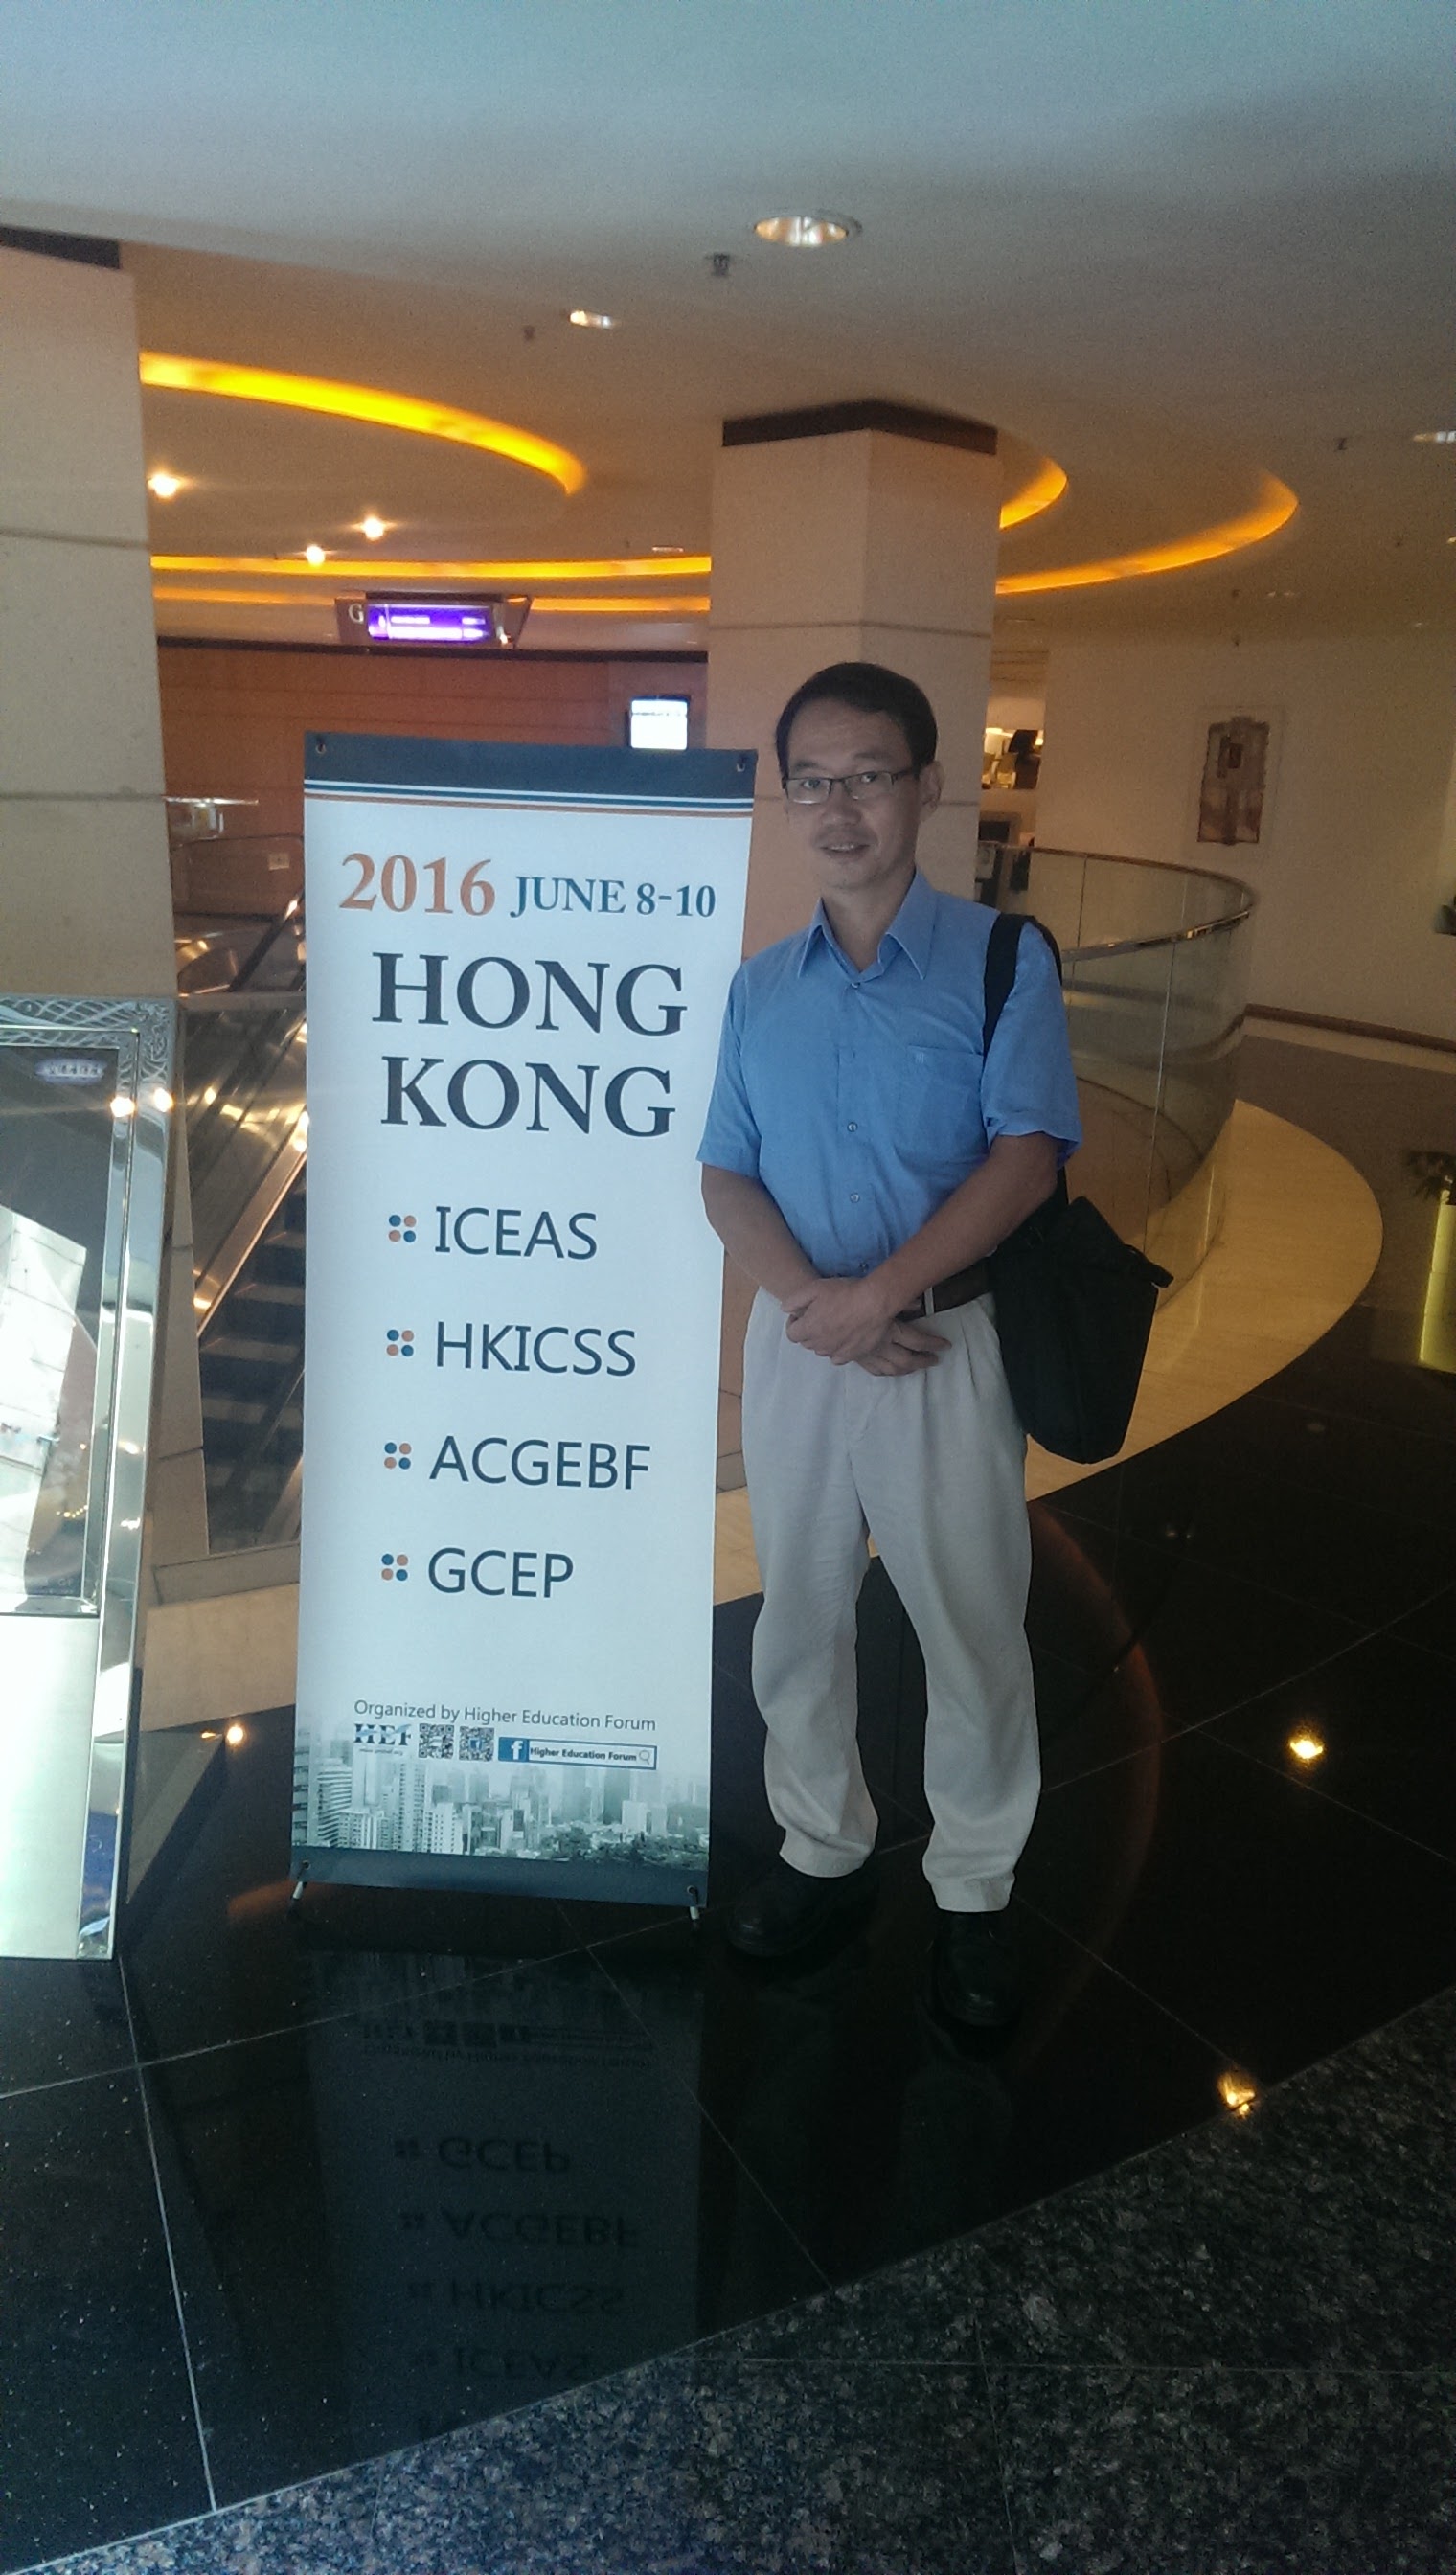 G
2016 JUNE 8-10
HONG
KONG
ICEAS
HKICSS
ACGEBF
GCEP
Organized by Higher Education Forum
HEF
f Higher Education Forum